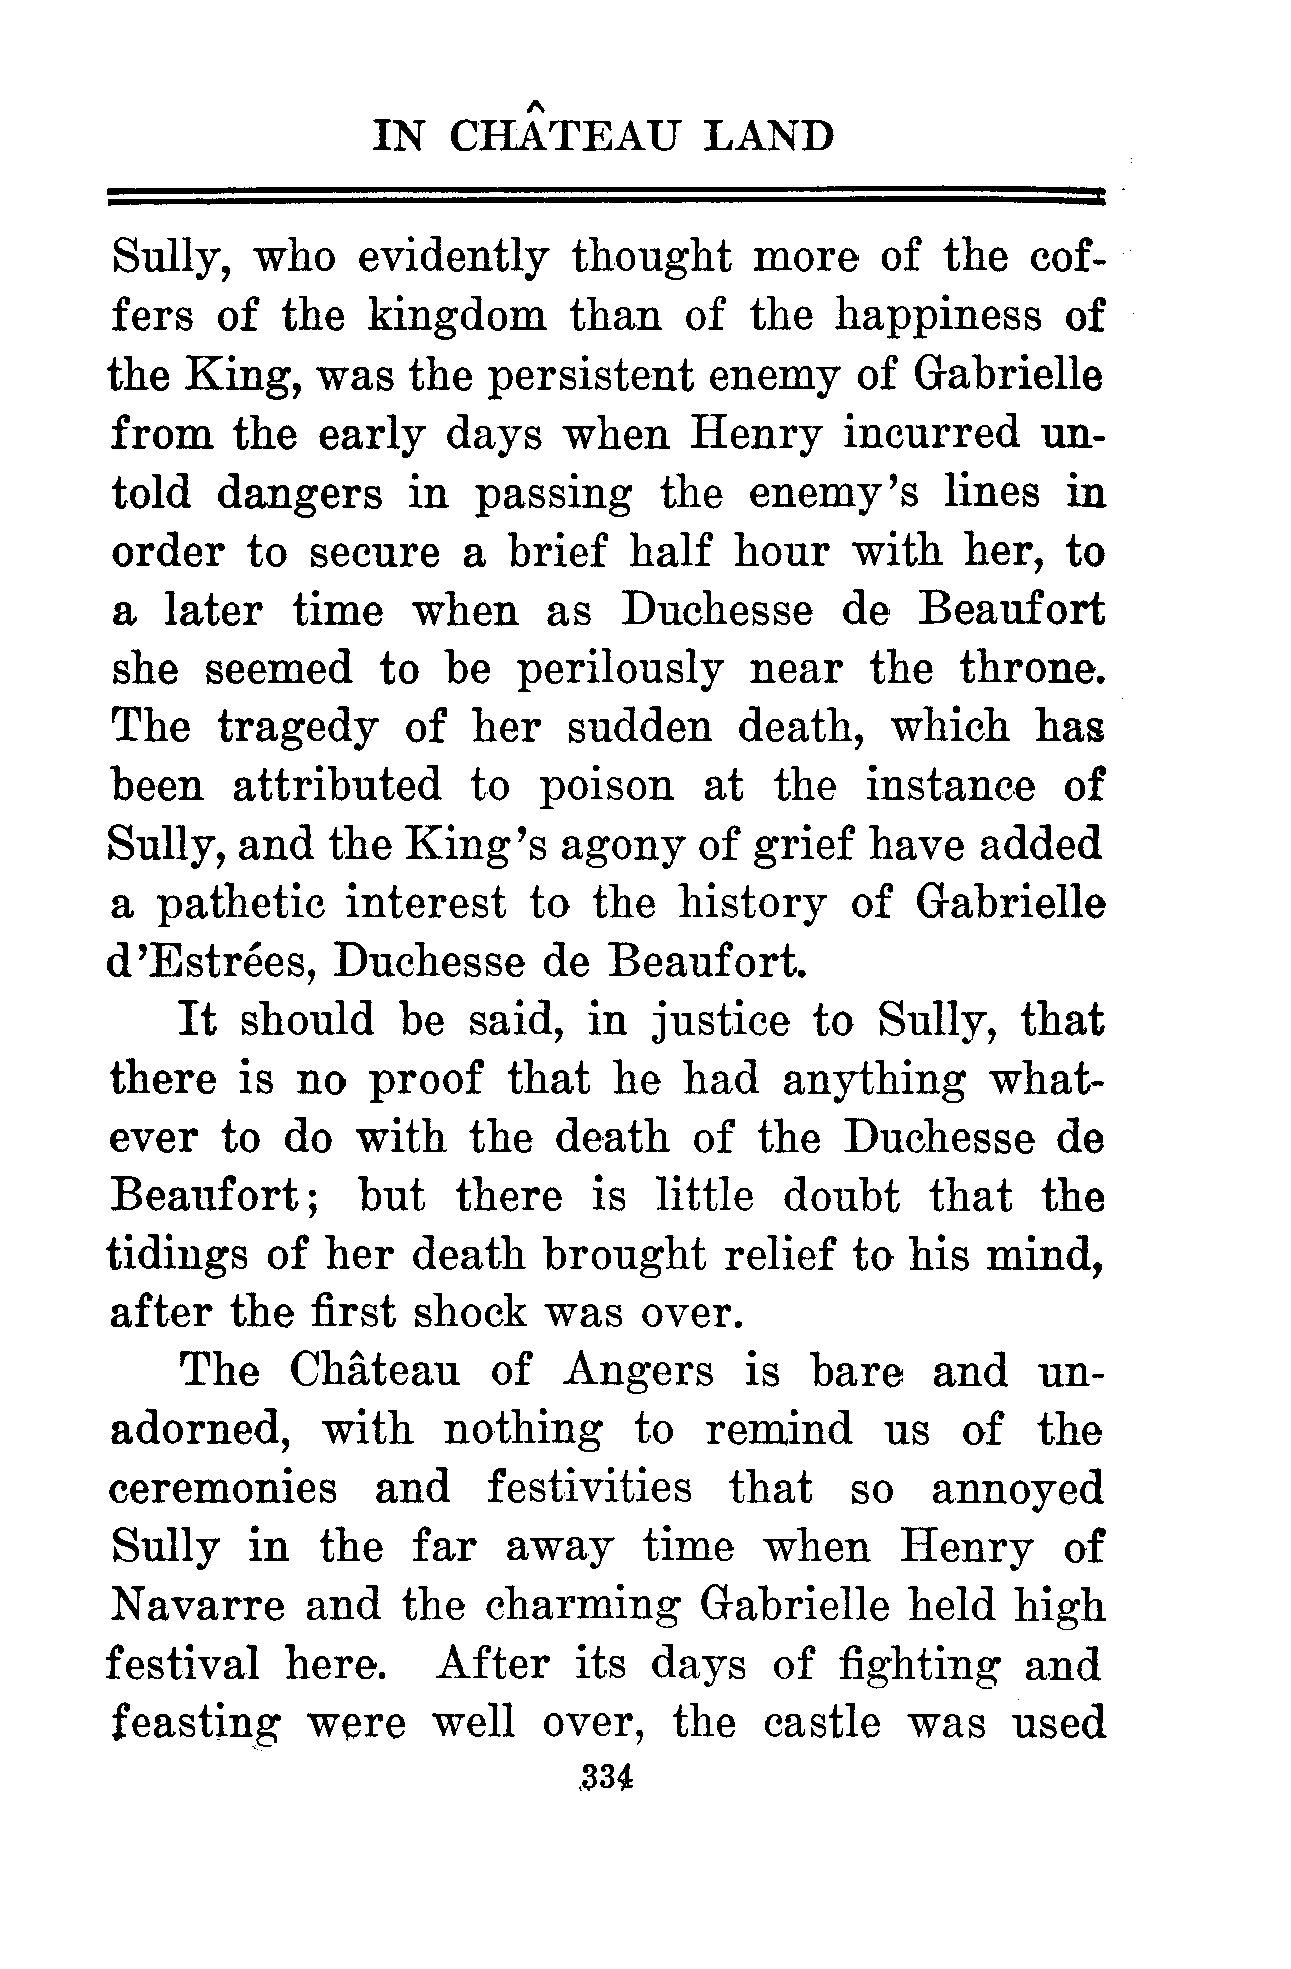 IN CHÂTEAU LAND
Sully, who evidently thought more of the cof-
fers of the kingdom than of the happiness of
the King, was the persistent enemy of Gabrielle
from the early days when Henry incurred un-
told dangers in passing the enemy's lines in
order to secure a brief half hour with her, to
a later time when as Duchesse de Beaufort
she seemed to be perilously near the throne.
The tragedy of her sudden death, which has
been attributed to poison at the instance of
Sully, and the King's agony of grief have added
a pathetic interest to the history of Gabrielle
d'Estrées, Duchesse de Beaufort.
It should be said, in justice to Sully, that
there is no proof that he had anything what-
ever to do with the death of the Duchesse de
Beaufort; but there is little doubt that the
tidings of her death brought relief to his mind,
after the first shock was over.
The Château of Angers is bare and un-
adorned, with nothing to remind us of the
ceremonies and festivities that so annoyed
Sully in the far away time when Henry of
Navarre and the charming Gabrielle held high
festival here. After its days of fighting and
feasting were well over, the castle was used
334